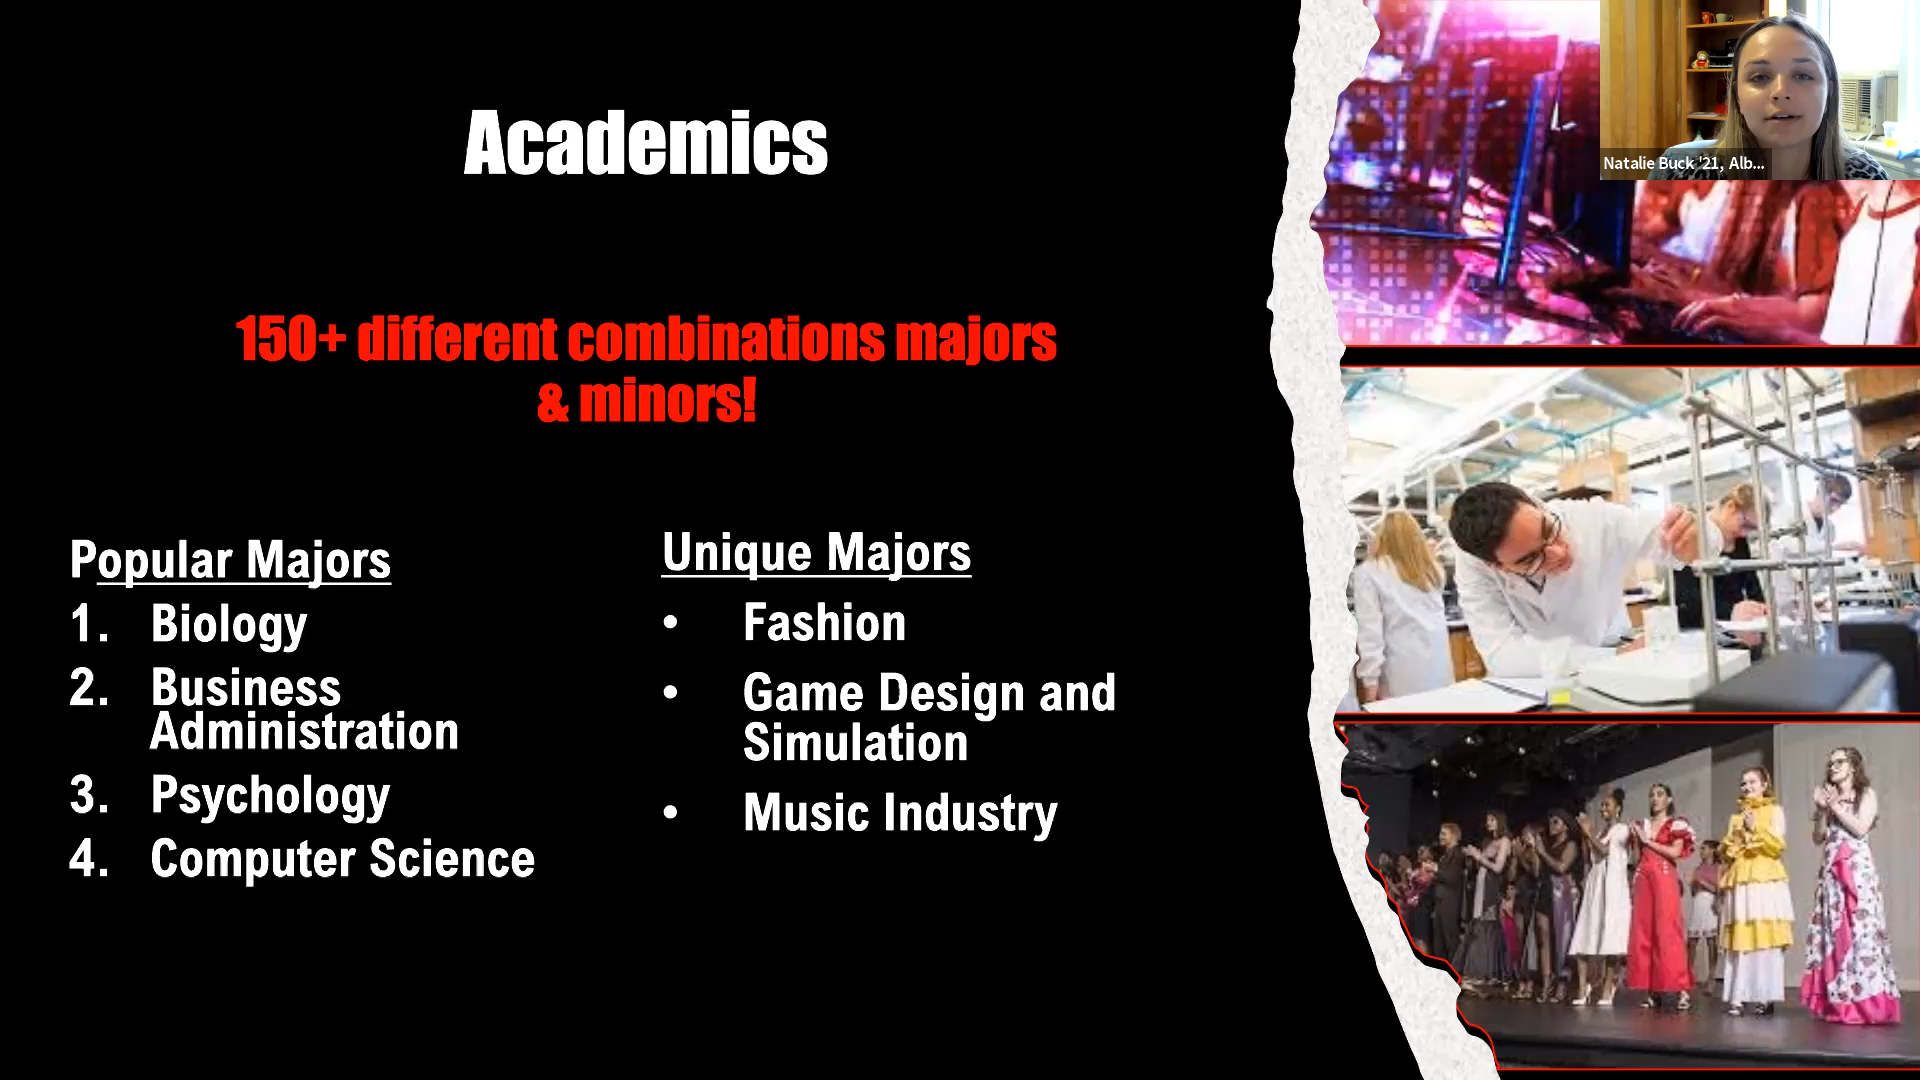 Academics
150+ different combinations majors
& minors!
Popular Majors
1. Biology
2. Business
Administration
3. Psychology
4. Computer Science
Unique Majors
• Fashion
• Game Design and
Simulation
• Music Industry
Natalie Buck '21, Alb...